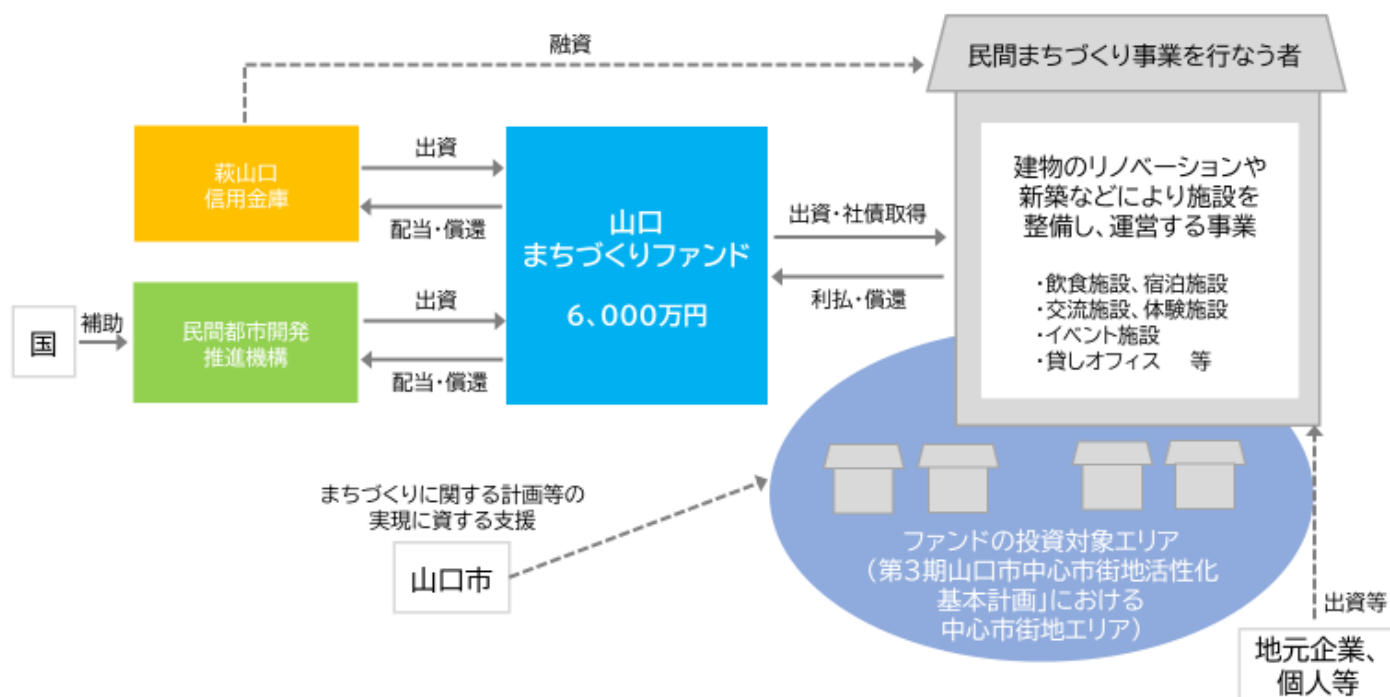 融資
民間まちづくり事業を行なう者
萩山口
信用金庫
出資
配当・償還
山口
まちづくりファンド
6、000万円
出資・社債取得
利払・償還
建物のリノベーションや
新築などにより施設を
整備し、運営する事業
・飲食施設、宿泊施設
・交流施設、体験施設
・イベント施設
・貸しオフィス　等
国
補助
民間都市開発
推進機構
出資
配当・償還
まちづくりに関する計画等の
実現に資する支援
山口市
ファンドの投資対象エリア
(第3期山口市中心市街地活性化
基本計画」における
中心市街地エリア)
出資等
地元企業、
個人等